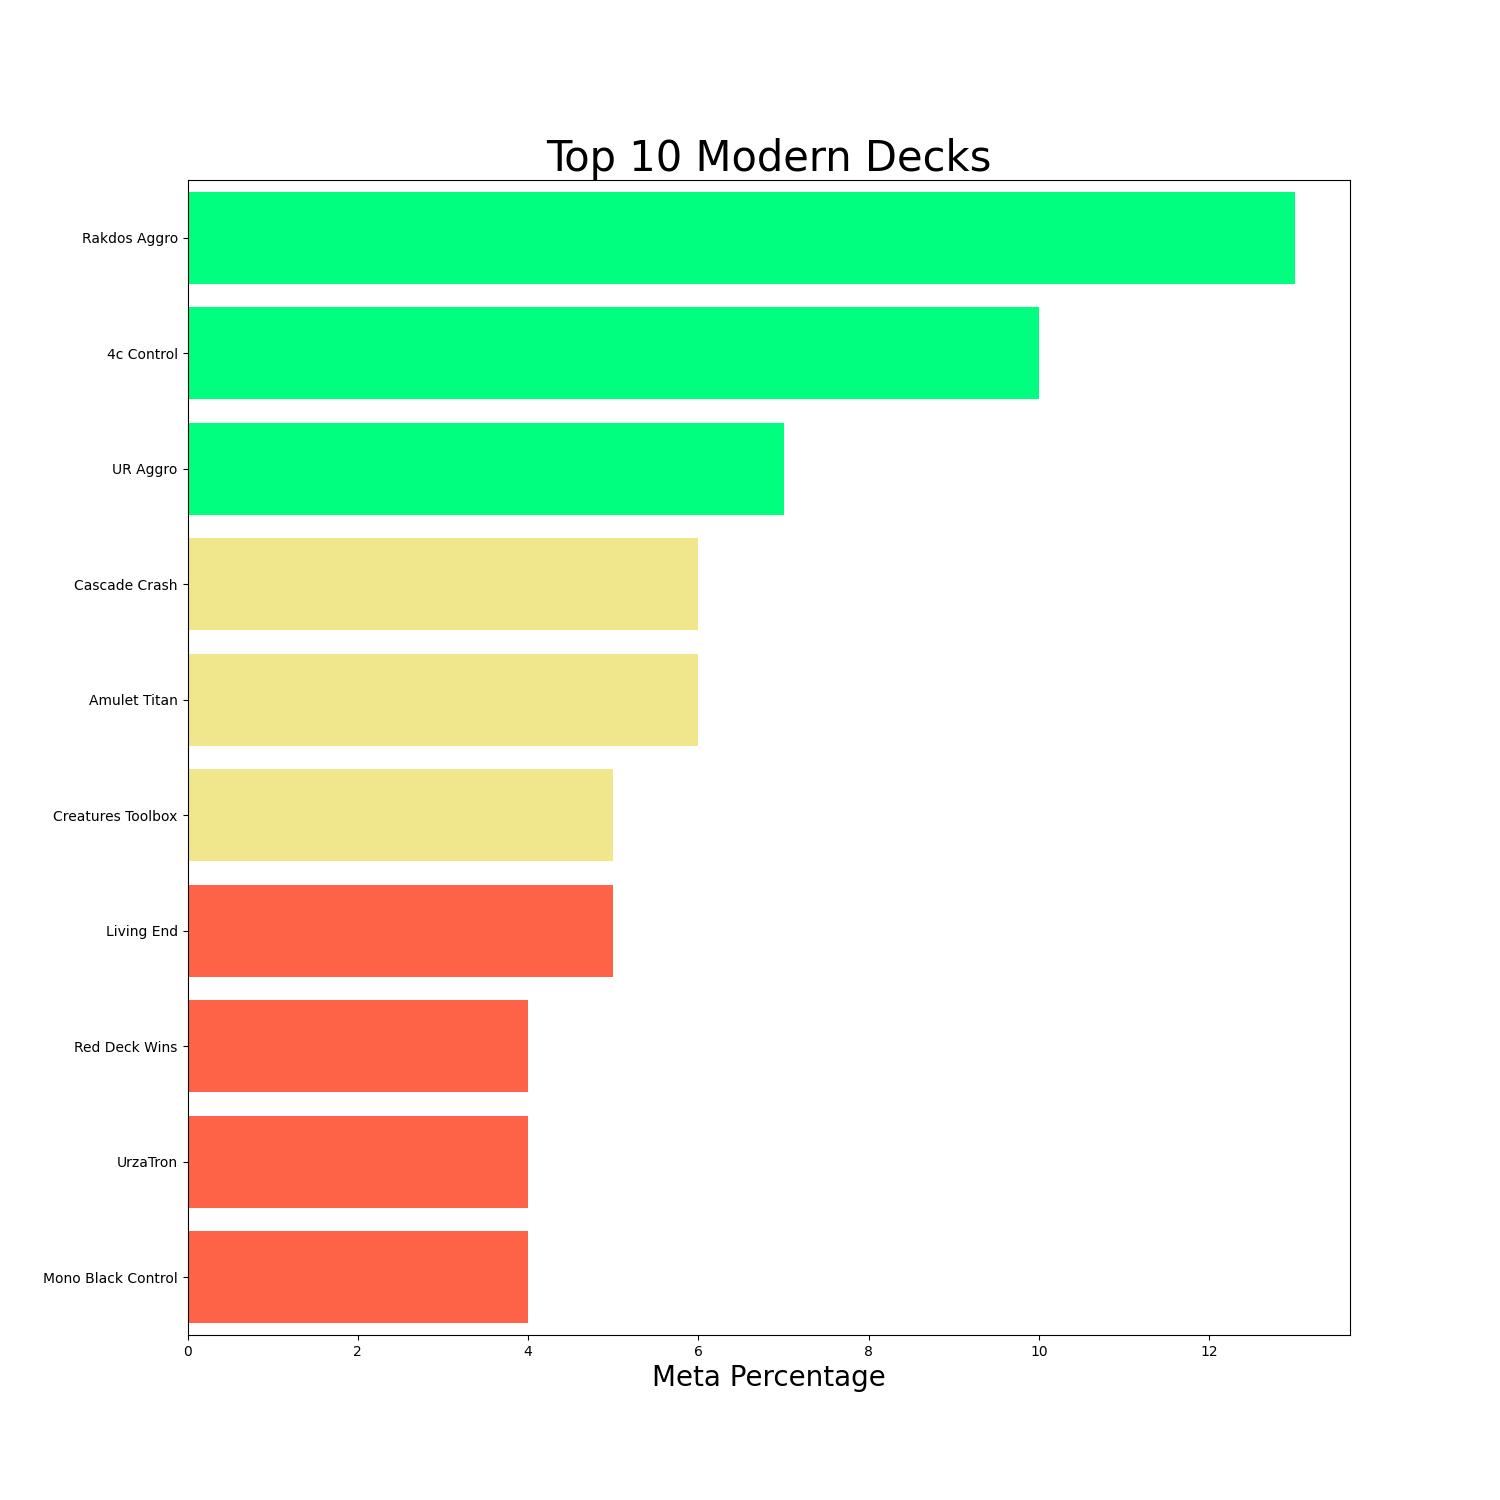 Top 10 Modern Decks
Rakdos Aggro
4c Control
UR Aggro
Cascade Crash
Amulet Titan
Creatures Toolbox
Living End
Red Deck Wins
UrzaTron
Mono Black Control
0 2 4 6 8 10 12
Meta Percentage